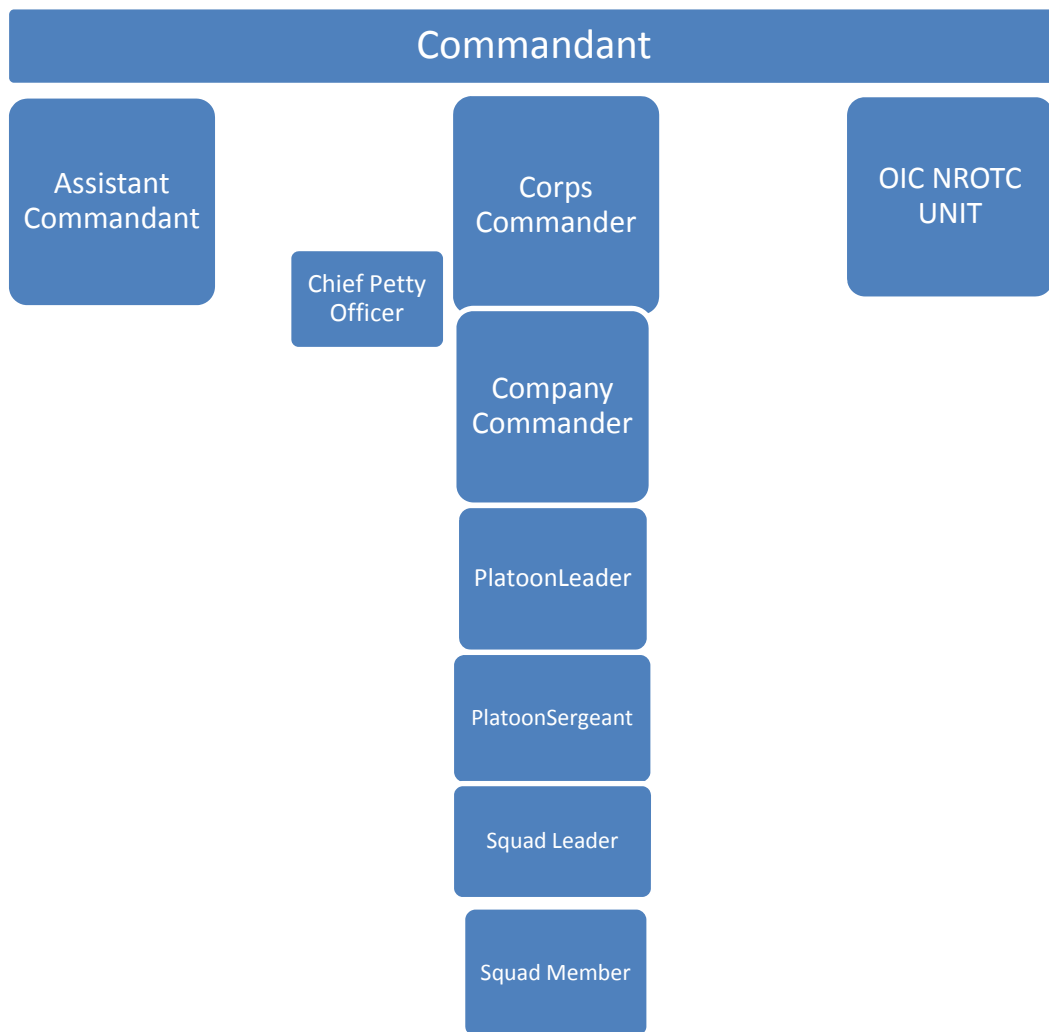 Commandant
Assistant
Commandant
Corps
Commander
OIC NROTC
UNIT
Chief Petty
Officer
Company
Commander
PlatoonLeader
PlatoonSergeant
Squad Leader
Squad Member